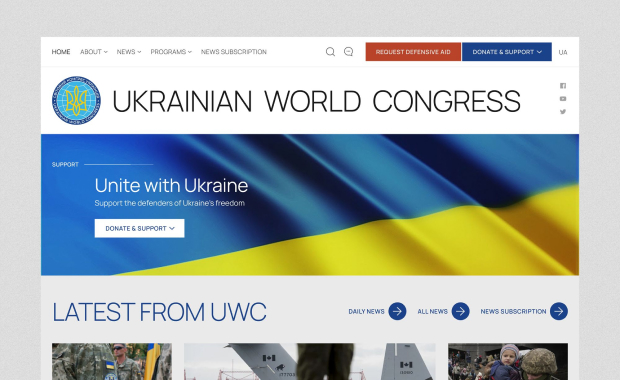 HOME ABOUT NEWS PROGRAMS NEWS SUBSCRIPTION REQUEST DEFENSIVE AID DONATE & SUPPORT UA
UKRAINIAN WORLD CONGRESS
SUPPORT
Unite with Ukraine
Support the defenders of Ukraine's freedom
DONATE & SUPPORT
LATEST FROM UWC DAILY NEWS ALL NEWS NEWS SUBSCRIPTION